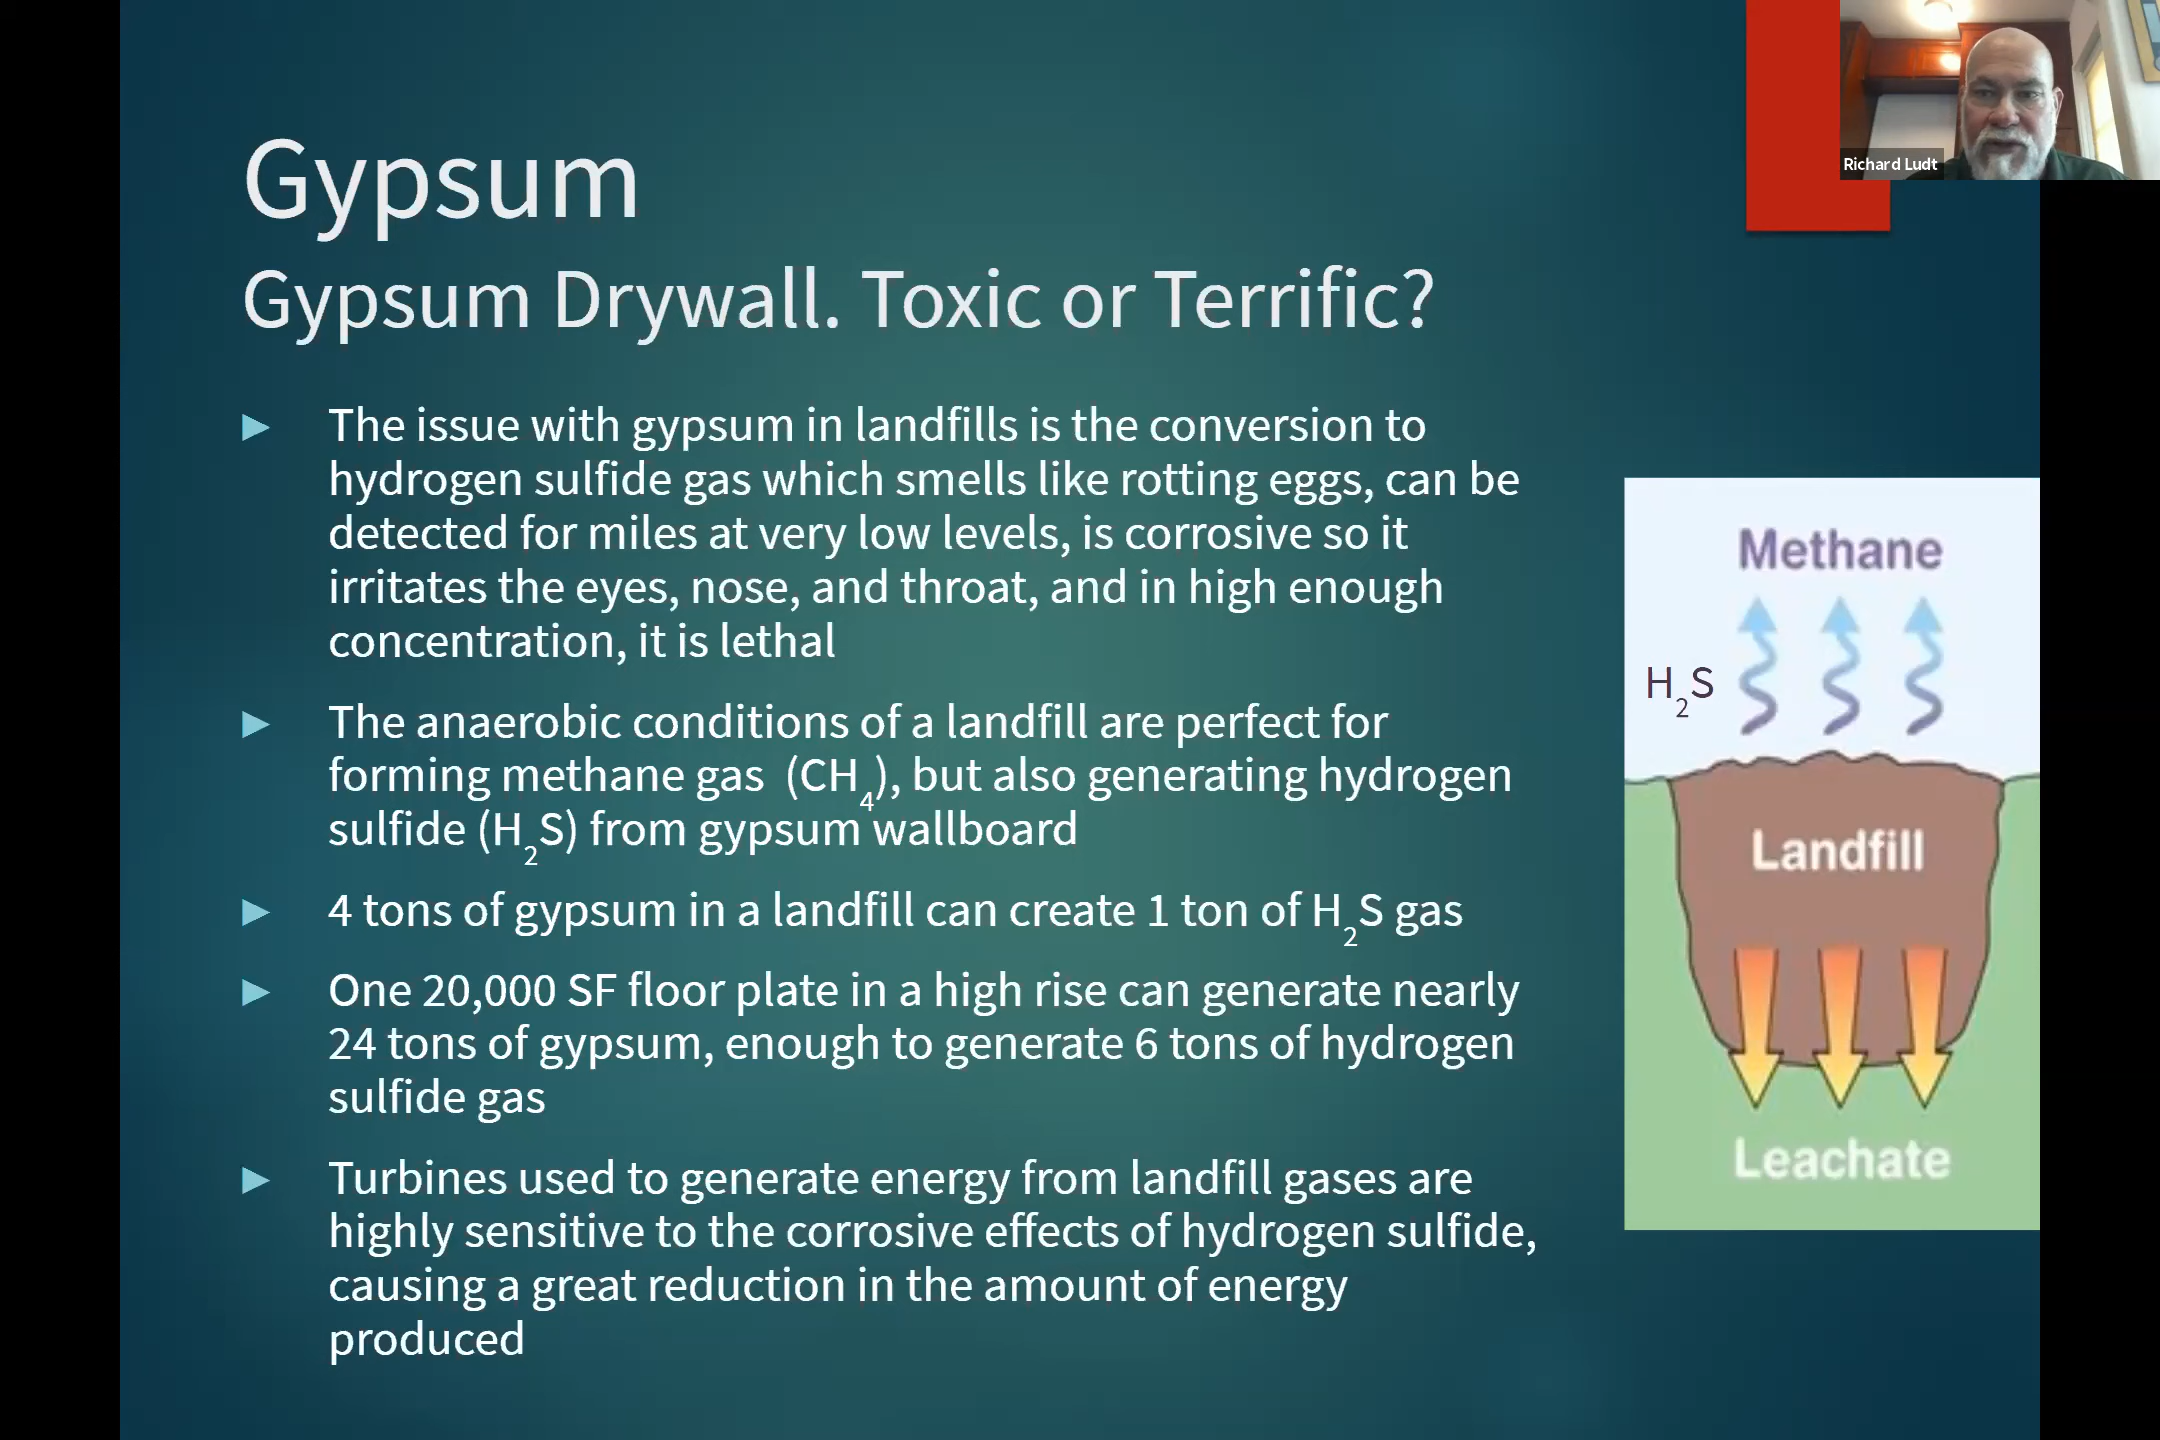 Gypsum
Gypsum Drywall. Toxic or Terrific?
Richard Ludt
► The issue with gypsum in landfills is the conversion to
hydrogen sulfide gas which smells like rotting eggs, can be
detected for miles at very low levels, is corrosive so it
irritates the eyes, nose, and throat, and in high enough
concentration, it is lethal
► The anaerobic conditions of a landfill are perfect for
forming methane gas (CH₄), but also generating hydrogen
sulfide (H₂S) from gypsum wallboard
► 4 tons of gypsum in a landfill can create 1 ton of H₂S gas
► One 20,000 SF floor plate in a high rise can generate nearly
24 tons of gypsum, enough to generate 6 tons of hydrogen
sulfide gas
► Turbines used to generate energy from landfill gases are
highly sensitive to the corrosive effects of hydrogen sulfide,
causing a great reduction in the amount of energy
produced
Methane
H₂S
Landfill
Leachate